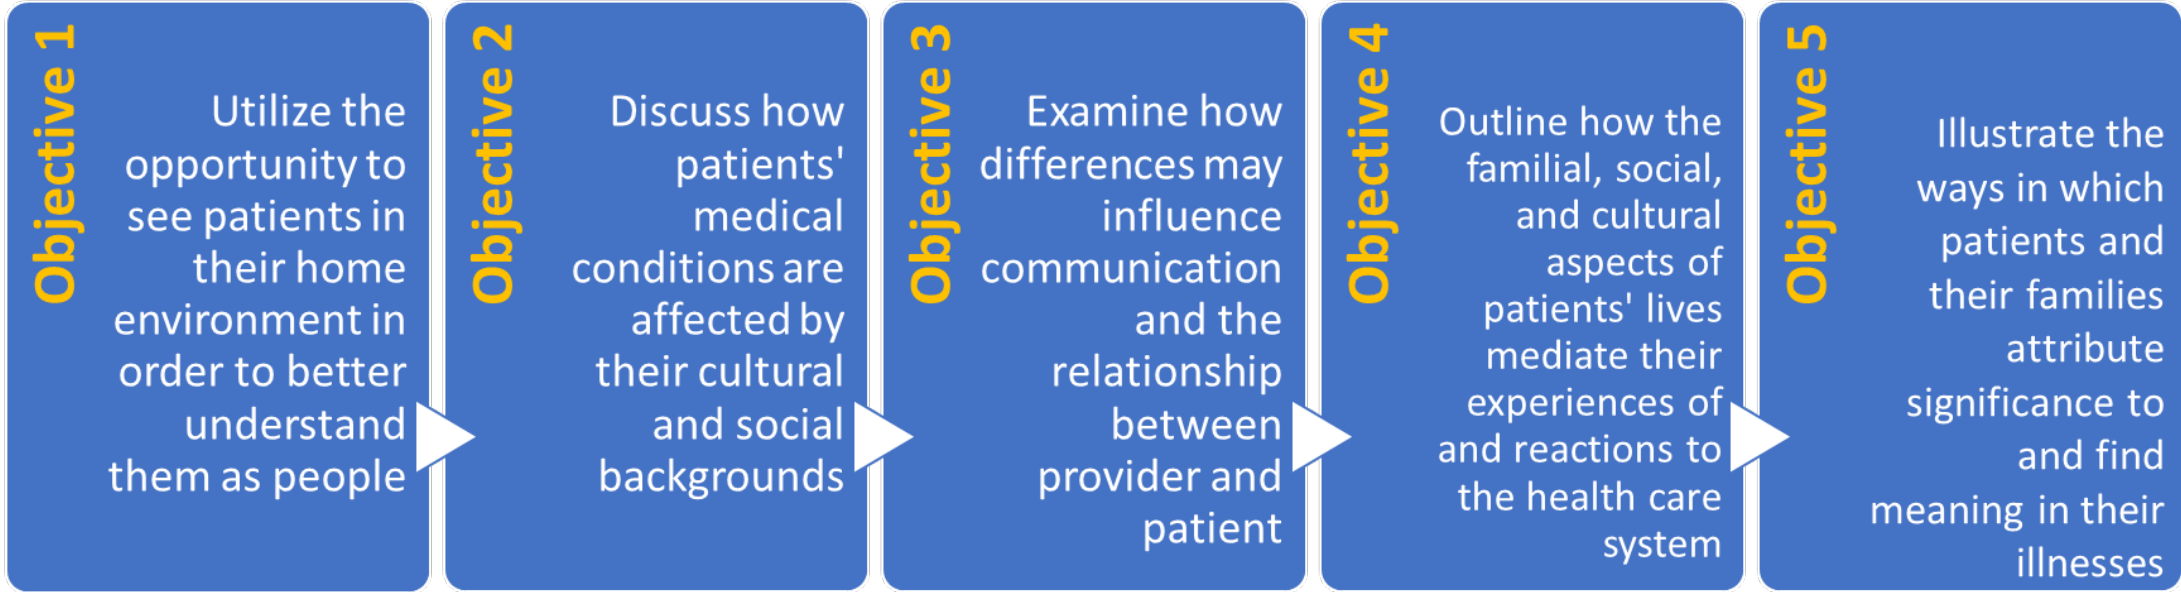 Objective 1
Utilize the
opportunity to
see patients in
their home
environment in
order to better
understand
them as people
Objective 2
Discuss how
patients'
medical
conditions are
affected by
their cultural
and social
backgrounds
Objective 3
Examine how
differences may
influence
communication
and the
relationship
between
provider and
patient
Objective 4
Outline how the
familial, social,
and cultural
aspects of
patients' lives
mediate their
experiences of
and reactions to
the health care
system
Objective 5
Illustrate the
ways in which
patients and
their families
attribute
significance to
and find
meaning in their
illnesses